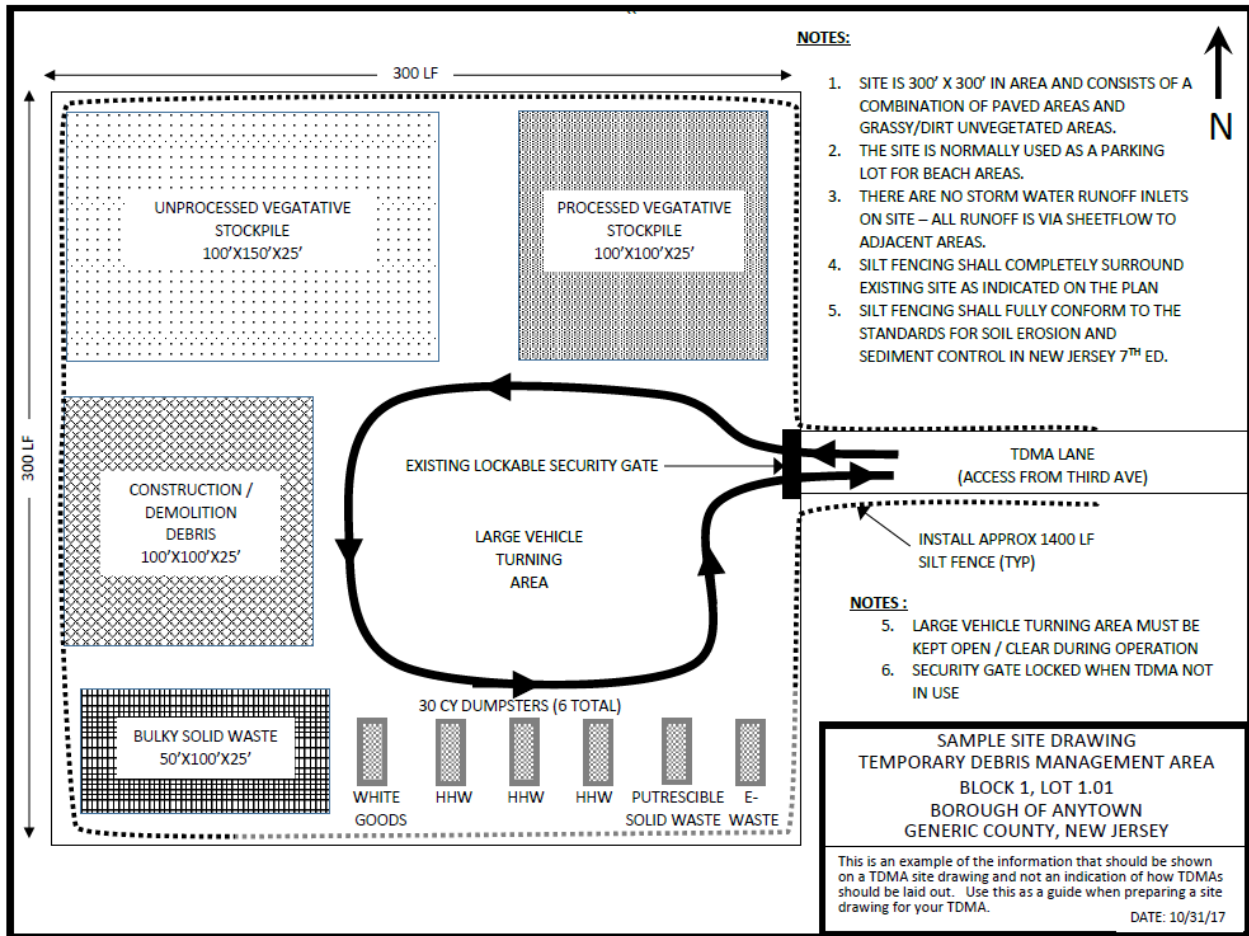 300 LF
300 LF
UNPROCESSED VEGATATIVE
STOCKPILE
100'X150'X25'
PROCESSED VEGATATIVE
STOCKPILE
100'X100'X25'
CONSTRUCTION /
DEMOLITION
DEBRIS
100'X100'X25'
EXISTING LOCKABLE SECURITY GATE
LARGE VEHICLE
TURNING
AREA
TDMA LANE
(ACCESS FROM THIRD AVE)
INSTALL APPROX 1400 LF
SILT FENCE (TYP)
BULKY SOLID WASTE
50'X100'X25'
30 CY DUMPSTERS (6 TOTAL)
WHITE
GOODS
HHW
HHW
HHW
PUTRESCIBLE
SOLID WASTE
E-
WASTE
NOTES:
1. SITE IS 300' X 300' IN AREA AND CONSISTS OF A
COMBINATION OF PAVED AREAS AND
GRASSY/DIRT UNVEGETATED AREAS.
2. THE SITE IS NORMALLY USED AS A PARKING
LOT FOR BEACH AREAS.
3. THERE ARE NO STORM WATER RUNOFF INLETS
ON SITE – ALL RUNOFF IS VIA SHEETFLOW TO
ADJACENT AREAS.
4. SILT FENCING SHALL COMPLETELY SURROUND
EXISTING SITE AS INDICATED ON THE PLAN
5. SILT FENCING SHALL FULLY CONFORM TO THE
STANDARDS FOR SOIL EROSION AND
SEDIMENT CONTROL IN NEW JERSEY 7TH ED.
N
NOTES :
5. LARGE VEHICLE TURNING AREA MUST BE
KEPT OPEN / CLEAR DURING OPERATION
6. SECURITY GATE LOCKED WHEN TDMA NOT
IN USE
SAMPLE SITE DRAWING
TEMPORARY DEBRIS MANAGEMENT AREA
BLOCK 1, LOT 1.01
BOROUGH OF ANYTOWN
GENERIC COUNTY, NEW JERSEY
This is an example of the information that should be shown
on a TDMA site drawing and not an indication of how TDMAs
should be laid out. Use this as a guide when preparing a site
drawing for your TDMA.
DATE: 10/31/17